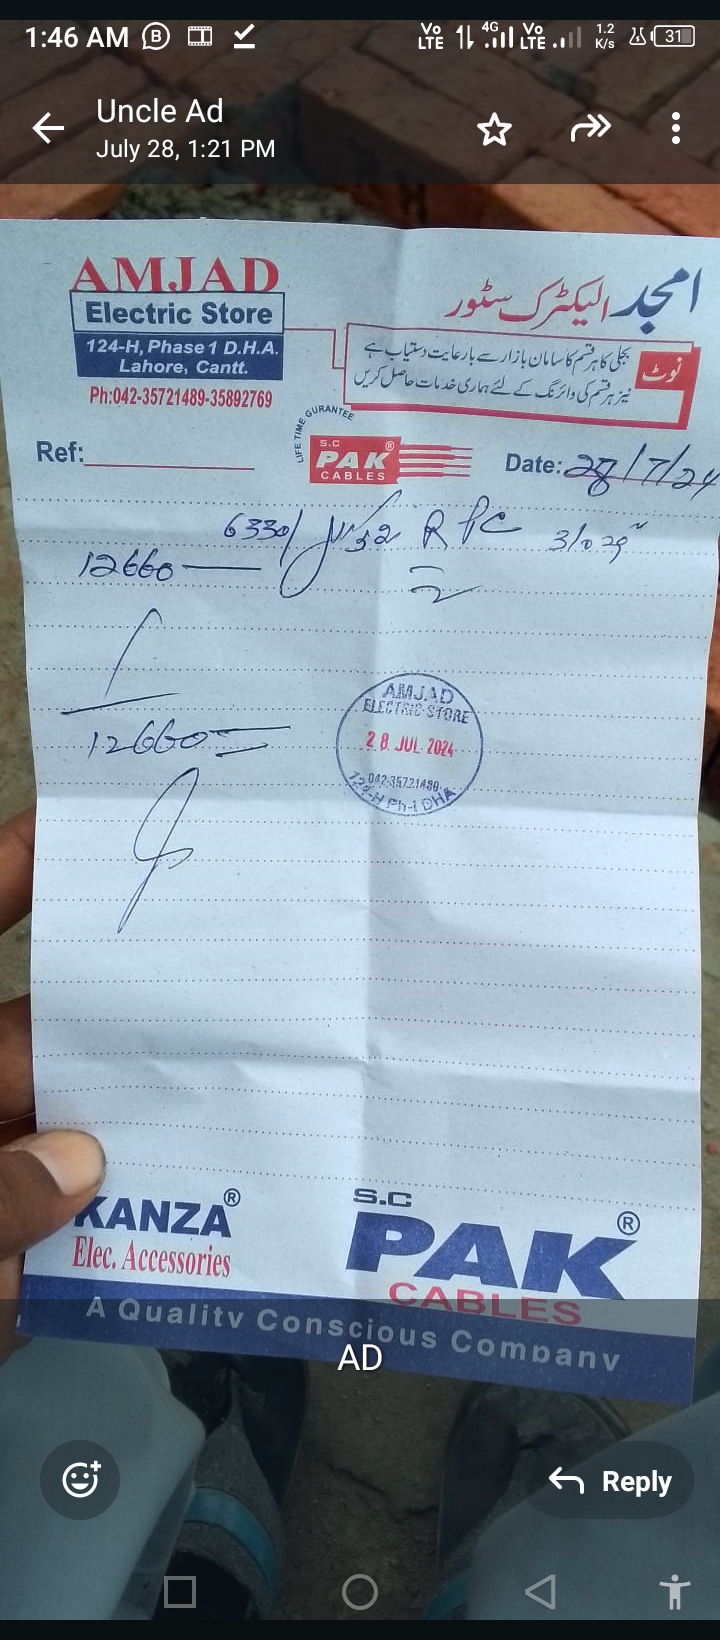 1:46 AM
Vo LTE 4G Vo LTE 1.2 K/s 31
Uncle Ad
July 28, 1:21 PM
AMJAD
Electric Store
124-H, Phase 1 D.H.A.
Lahore, Cantt.
Ph:042-35721489-35892769
امجد الیکٹرک سٹور
نوٹ
بجلی کا ہر قسم کا سامان بازار سے بارعایت دستیاب ہے
نیز ہر قسم کی وائرنگ کے لئے ہماری خدمات حاصل کریں
LIFE TIME GURANTEE
S.C
PAK ®
CABLES
Ref:
Date: 28/7/24
6330/
R PC
3/029"
12660
2
12660
AMJAD
ELECTRIC STORE
28 JUL 2024
042-35721489
124-H Ph-i DHA
KANZA ®
Elec. Accessories
S.C
PAK ®
CABLES
A Quality Conscious Company
AD
Reply